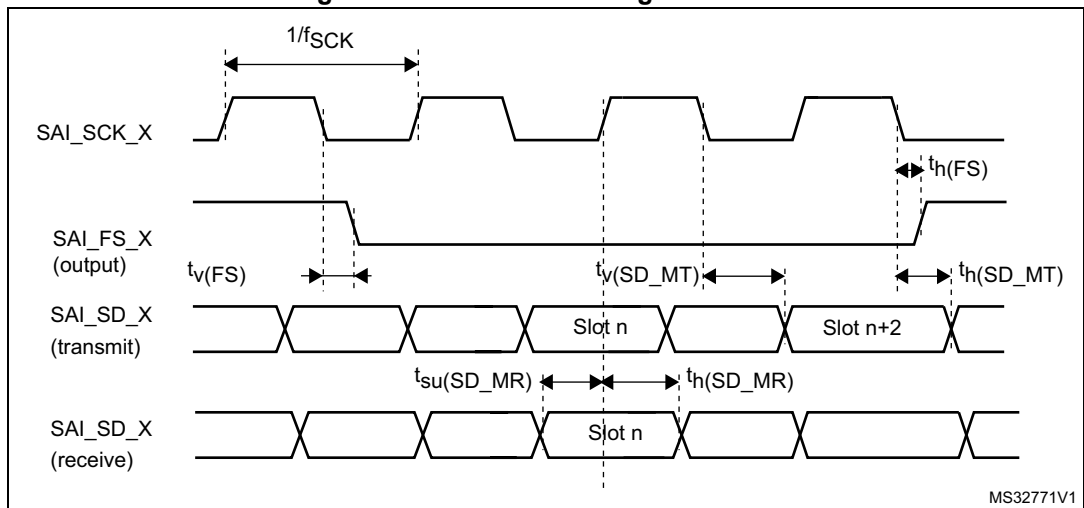 1/fSCK
SAI_SCK_X
th(FS)
SAI_FS_X
(output)
tv(FS)
tv(SD_MT)
th(SD_MT)
SAI_SD_X
(transmit)
Slot n
Slot n+2
tsu(SD_MR)
th(SD_MR)
SAI_SD_X
(receive)
Slot n
MS32771V1